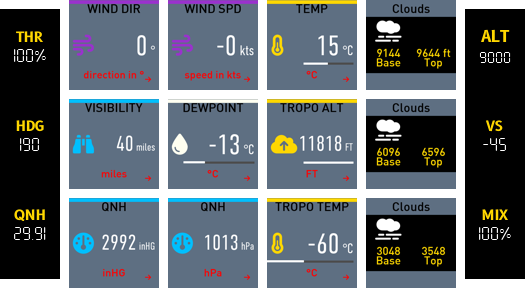 THR
100%
HDG
190
QNH
29.91
WIND DIR
0 °
direction in °
WIND SPD
-0 kts
speed in kts
TEMP
15 °C
°C
Clouds
9144 9644 ft
Base Top
VISIBILITY
40 miles
miles
DEWPOINT
-13 °C
°C
TROPO ALT
11818 FT
FT
Clouds
6096 6596
Base Top
QNH
2992 inHG
inHG
QNH
1013 hPa
hPa
TROPO TEMP
-60 °C
°C
Clouds
3048 3548
Base Top
ALT
9000
VS
-45
MIX
100%